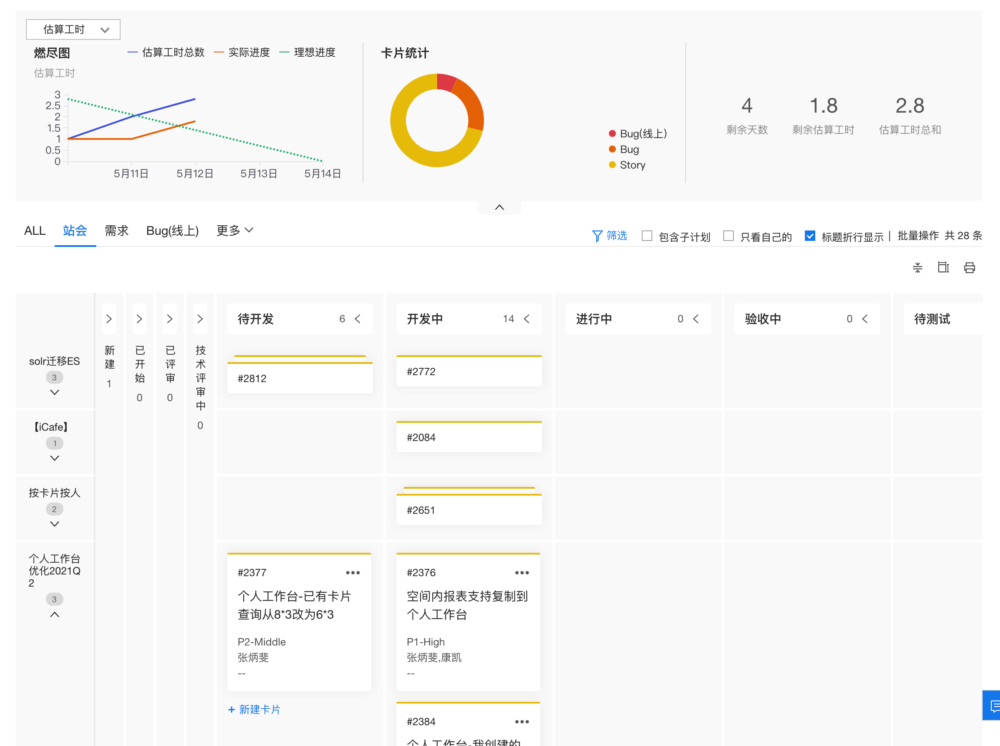 估算工时
燃尽图
估算工时总数 实际进度 理想进度
估算工时
3
2.5
2
1.5
1
0.5
0
5月11日 5月12日 5月13日 5月14日
卡片统计
Bug(线上)
Bug
Story
4 1.8 2.8
剩余天数 剩余估算工时 估算工时总和
ALL 站会 需求 Bug(线上) 更多
筛选 包含子计划 只看自己的 标题折行显示 | 批量操作 共 28 条
新建
1
已开始
0
已评审
0
技术评审中
0
待开发 6
开发中 14
进行中 0
验收中 0
待测试
solr迁移ES
3
#2812
#2772
【iCafe】
1
#2084
按卡片按人
2
#2651
个人工作台
优化2021Q
2
3
#2377
个人工作台-已有卡片
查询从8*3改为6*3
P2-Middle
张炳斐
--
+ 新建卡片
#2376
空间内报表支持复制到
个人工作台
P1-High
张炳斐,康凯
--
#2384
个人工作台-我创建的